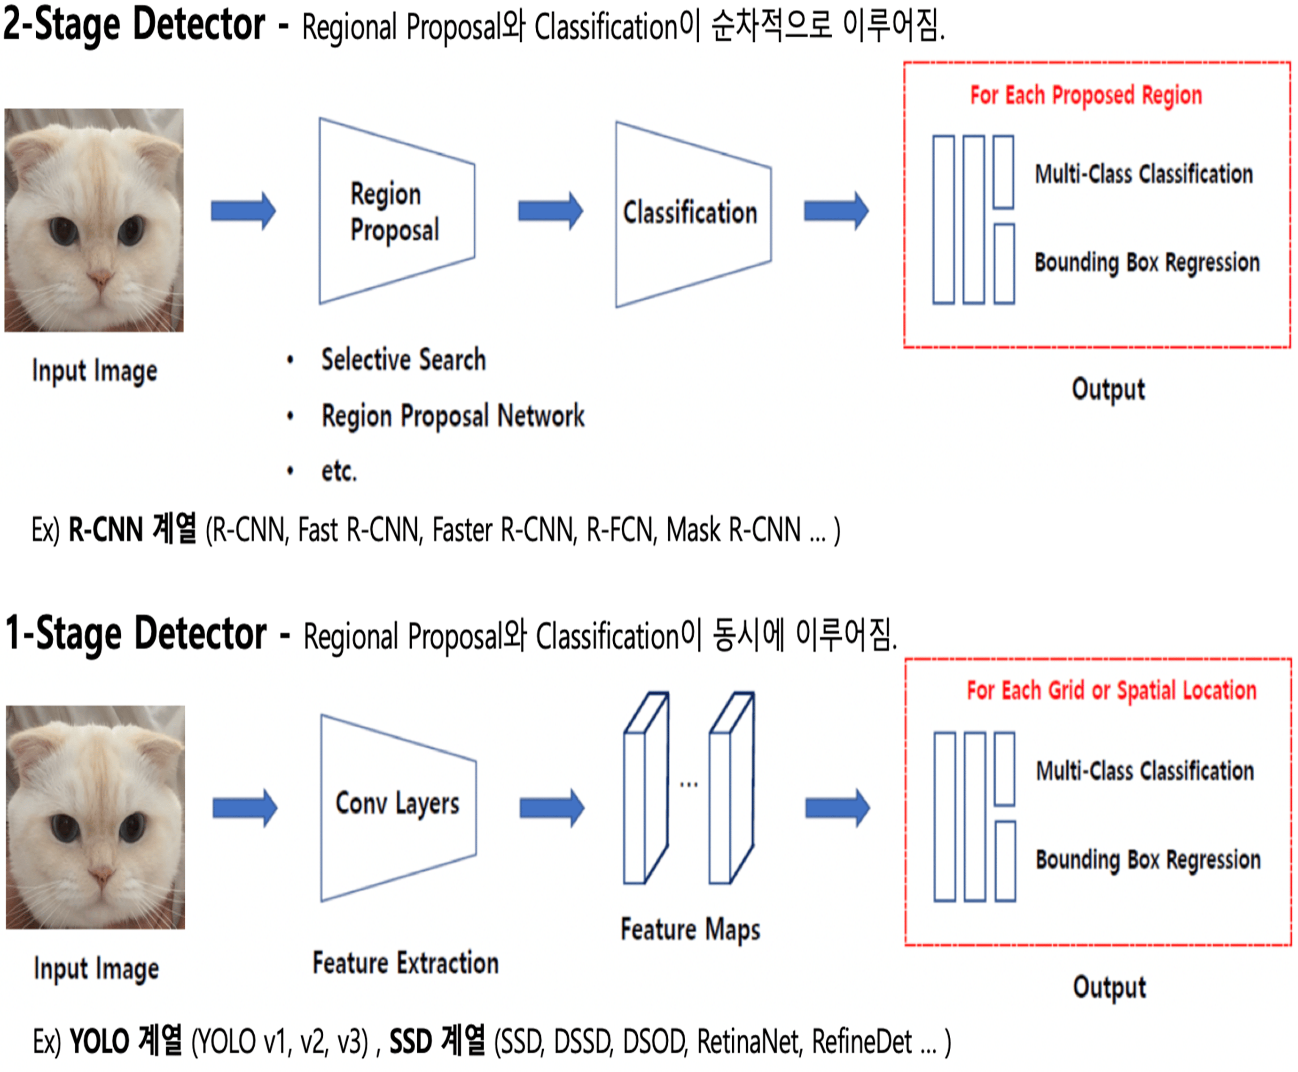 2-Stage Detector - Regional Proposal와 Classification이 순차적으로 이루어짐.
For Each Proposed Region
Region
Proposal
Classification
Multi-Class Classification
Bounding Box Regression
Input Image
Output
• Selective Search
• Region Proposal Network
• etc.
Ex) R-CNN 계열 (R-CNN, Fast R-CNN, Faster R-CNN, R-FCN, Mask R-CNN ... )
1-Stage Detector - Regional Proposal와 Classification이 동시에 이루어짐.
For Each Grid or Spatial Location
Conv Layers
...
Multi-Class Classification
Bounding Box Regression
Feature Maps
Input Image
Feature Extraction
Output
Ex) YOLO 계열 (YOLO v1, v2, v3) , SSD 계열 (SSD, DSSD, DSOD, RetinaNet, RefineDet ... )